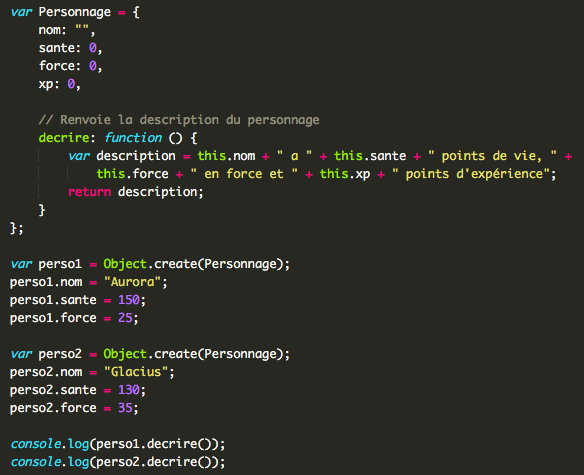 var Personnage = {
    nom: "",
    sante: 0,
    force: 0,
    xp: 0,

    // Renvoie la description du personnage
    decrire: function () {
        var description = this.nom + " a " + this.sante + " points de vie, " +
            this.force + " en force et " + this.xp + " points d'expérience";
        return description;
    }
};

var perso1 = Object.create(Personnage);
perso1.nom = "Aurora";
perso1.sante = 150;
perso1.force = 25;

var perso2 = Object.create(Personnage);
perso2.nom = "Glacius";
perso2.sante = 130;
perso2.force = 35;

console.log(perso1.decrire());
console.log(perso2.decrire());